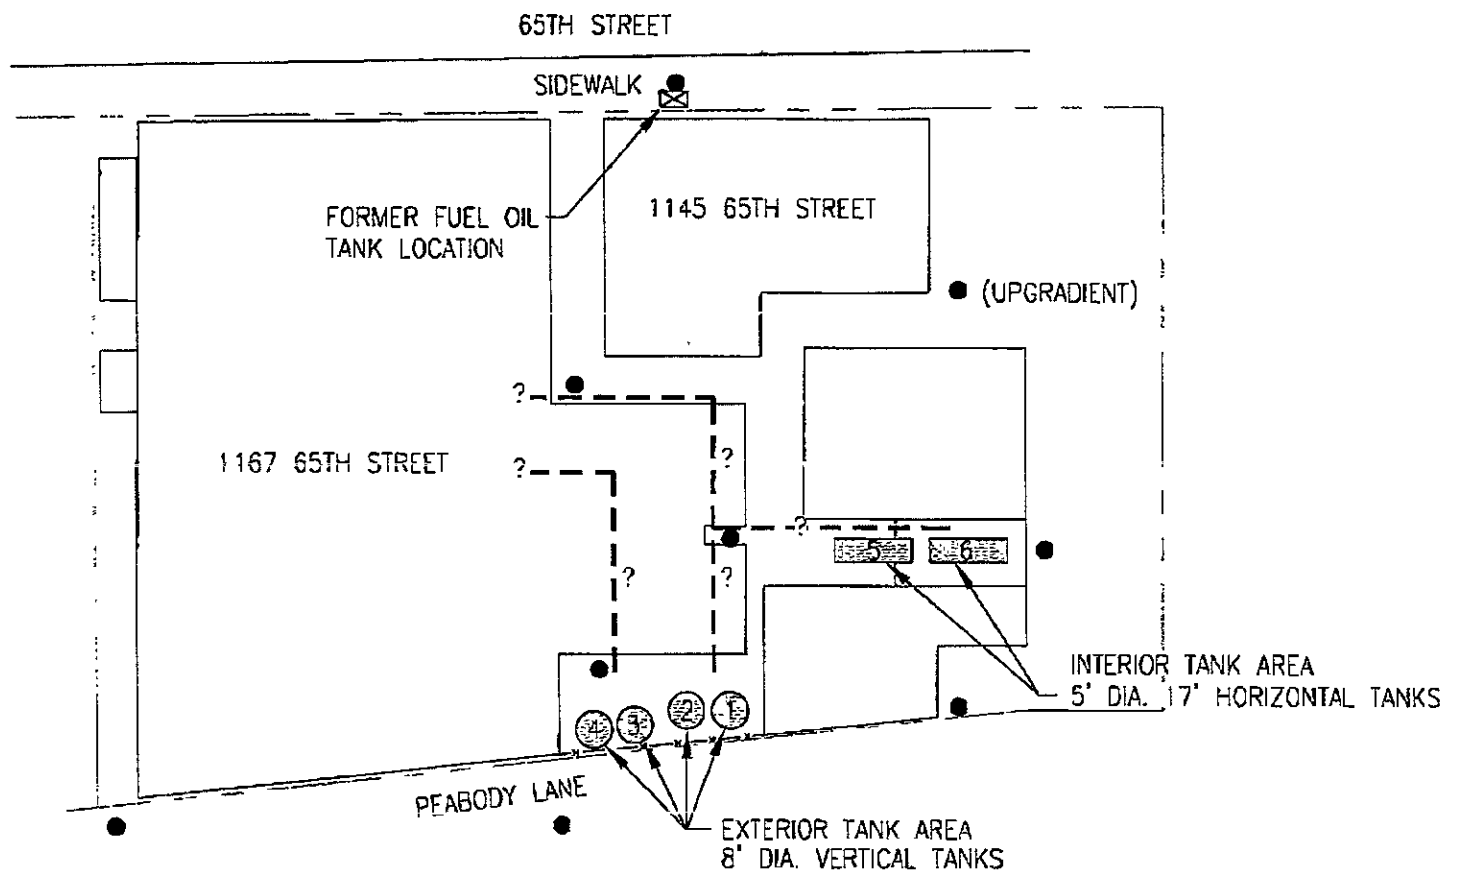 65TH STREET
SIDEWALK
FORMER FUEL OIL
TANK LOCATION
1145 65TH STREET
(UPGRADIENT)
?
?
1167 65TH STREET
?
?
?
?
5
6
INTERIOR TANK AREA
5' DIA. 17' HORIZONTAL TANKS
4
3
2
1
PEABODY LANE
EXTERIOR TANK AREA
8' DIA. VERTICAL TANKS